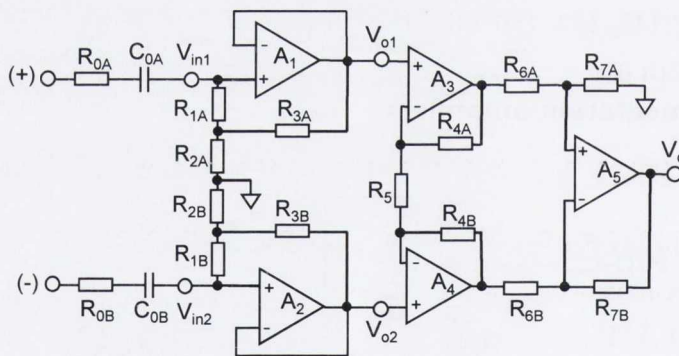 (+) R0A C0A Vin1 A1 Vo1 A3 R6A R7A
R1A R3A R4A
R2A R5 A5 V
R2B R3B R4B
R1B
(-) R0B C0B Vin2 A2 Vo2 A4 R6B R7B
- + + - + - - + - +